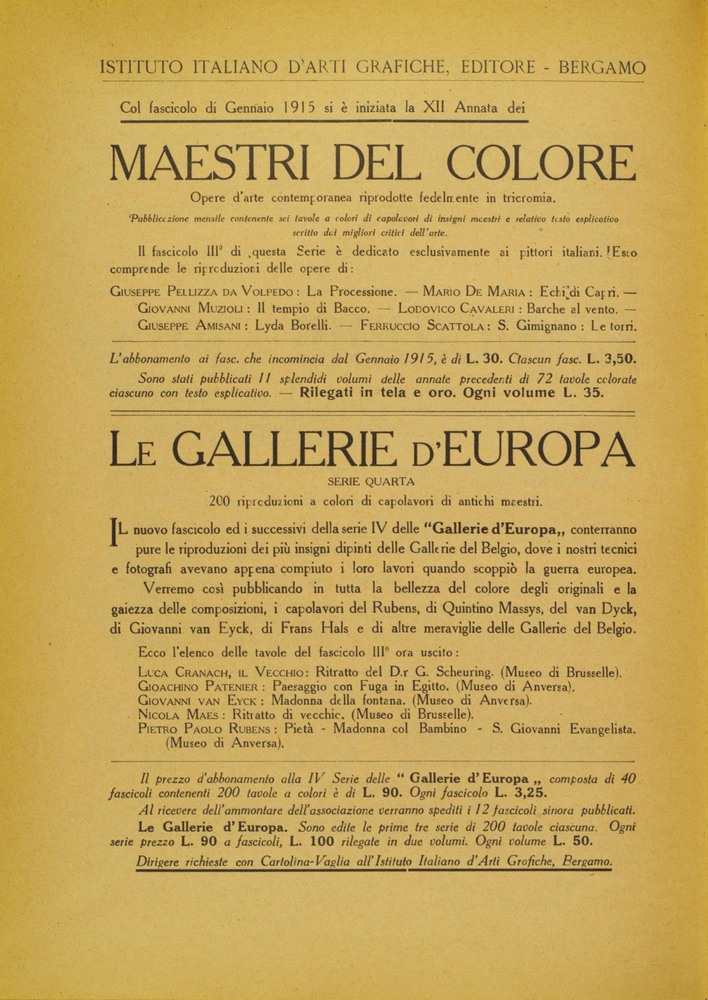 ISTITUTO ITALIANO D'ARTI GRAFICHE, EDITORE - BERGAMO
Col fascicolo di Gennaio 1915 si è iniziata la XII Annata dei
MAESTRI DEL COLORE
Opere d'arte contemporanea riprodotte fedelmente in tricromia.
Pubblicazione mensile contenente sei tavole a colori di capolavori di insigni maestri e relativo testo esplicativo
scritto dai migliori critici dell'arte.
Il fascicolo IIIº di questa Serie è dedicato esclusivamente ai pittori italiani. Esso
comprende le riproduzioni delle opere di:
GIUSEPPE PELLIZZA DA VOLPEDO: La Processione. — MARIO DE MARIA: Echi di Capri. —
GIOVANNI MUZIOLI: Il tempio di Bacco. — LODOVICO CAVALERI: Barche al vento. —
GIUSEPPE AMISANI: Lyda Borelli. — FERRUCCIO SCATTOLA: S. Gimignano: Le torri.
L'abbonamento ai fasc. che incomincia dal Gennaio 1915, è di L. 30. Ciascun fasc. L. 3,50.
Sono stati pubblicati 11 splendidi volumi delle annate precedenti di 72 tavole colorate
ciascuno con testo esplicativo. — Rilegati in tela e oro. Ogni volume L. 35.
LE GALLERIE D'EUROPA
SERIE QUARTA
200 riproduzioni a colori di capolavori di antichi maestri.
IL nuovo fascicolo ed i successivi della serie IV delle "Gallerie d'Europa,, conterranno
pure le riproduzioni dei più insigni dipinti delle Gallerie del Belgio, dove i nostri tecnici
e fotografi avevano appena compiuto i loro lavori quando scoppiò la guerra europea.
Verremo così pubblicando in tutta la bellezza del colore degli originali e la
gaiezza delle composizioni, i capolavori del Rubens, di Quintino Massys, del van Dyck,
di Giovanni van Eyck, di Frans Hals e di altre meraviglie delle Gallerie del Belgio.
Ecco l'elenco delle tavole del fascicolo IIIº ora uscito:
LUCA CRANACH, IL VECCHIO: Ritratto del D.r G. Scheuring. (Museo di Brusselle).
GIOACHINO PATENIER: Paesaggio con Fuga in Egitto. (Museo di Anversa).
GIOVANNI VAN EYCK: Madonna della fontana. (Museo di Anversa).
NICOLA MAES: Ritratto di vecchio. (Museo di Brusselle).
PIETRO PAOLO RUBENS: Pietà - Madonna col Bambino - S. Giovanni Evangelista.
(Museo di Anversa).
Il prezzo d'abbonamento alla IV Serie delle " Gallerie d'Europa ,, composta di 40
fascicoli contenenti 200 tavole a colori è di L. 90. Ogni fascicolo L. 3,25.
Al ricevere dell'ammontare dell'associazione verranno spediti i 12 fascicoli sinora pubblicati.
Le Gallerie d'Europa. Sono edite le prime tre serie di 200 tavole ciascuna. Ogni
serie prezzo L. 90 a fascicoli, L. 100 rilegate in due volumi. Ogni volume L. 50.
Dirigere richieste con Cartolina-Vaglia all'Istituto Italiano d'Arti Grafiche, Bergamo.